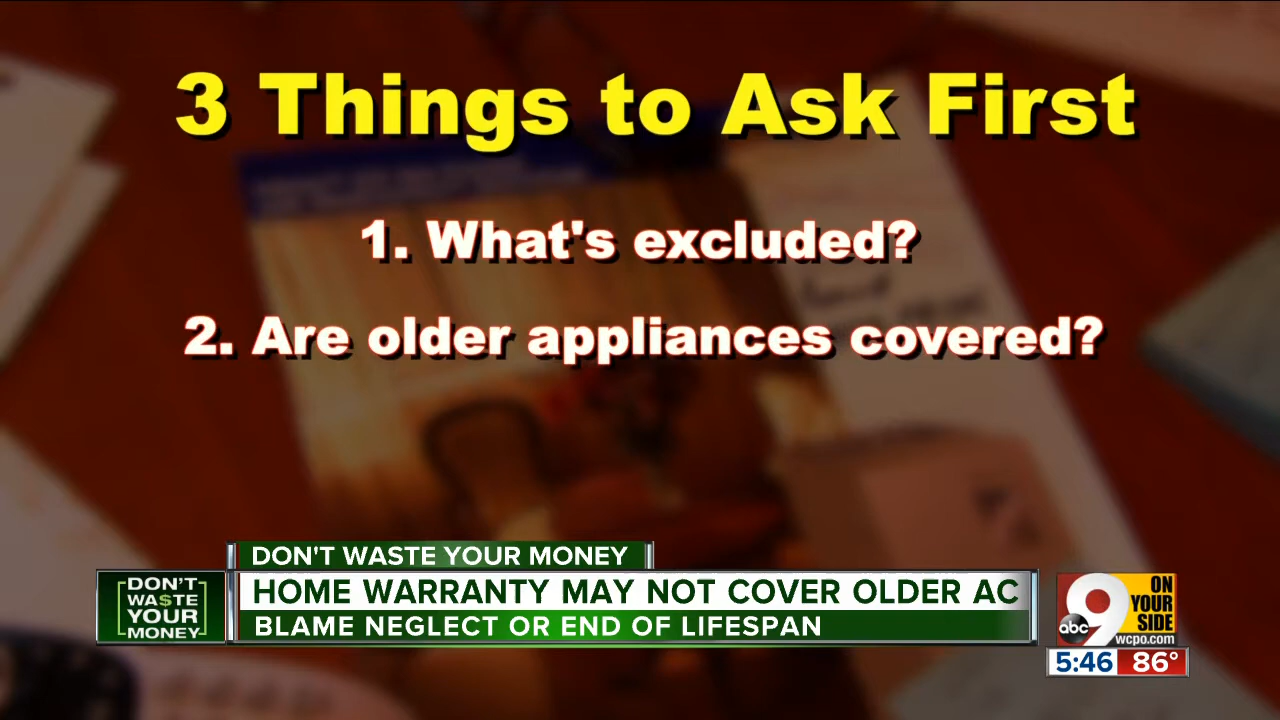 3 Things to Ask First
1. What's excluded?
2. Are older appliances covered?
DON'T WASTE YOUR MONEY
DON'T
WA$TE
YOUR
MONEY
HOME WARRANTY MAY NOT COVER OLDER AC
BLAME NEGLECT OR END OF LIFESPAN
abc
9
ON
YOUR
SIDE
wcpo.com
5:46 86°